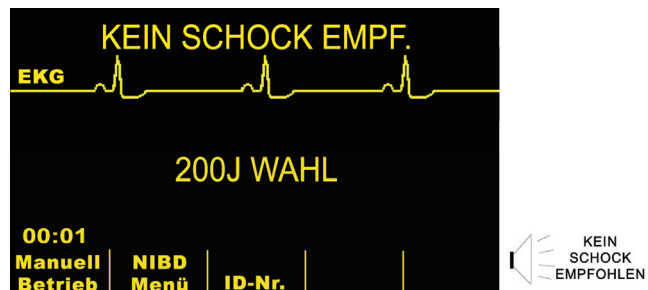 KEIN SCHOCK EMPF.
EKG
200J WAHL
00:01
Manuell
Betrieb
NIBD
Menü
ID-Nr.
KEIN
SCHOCK
EMPFOHLEN